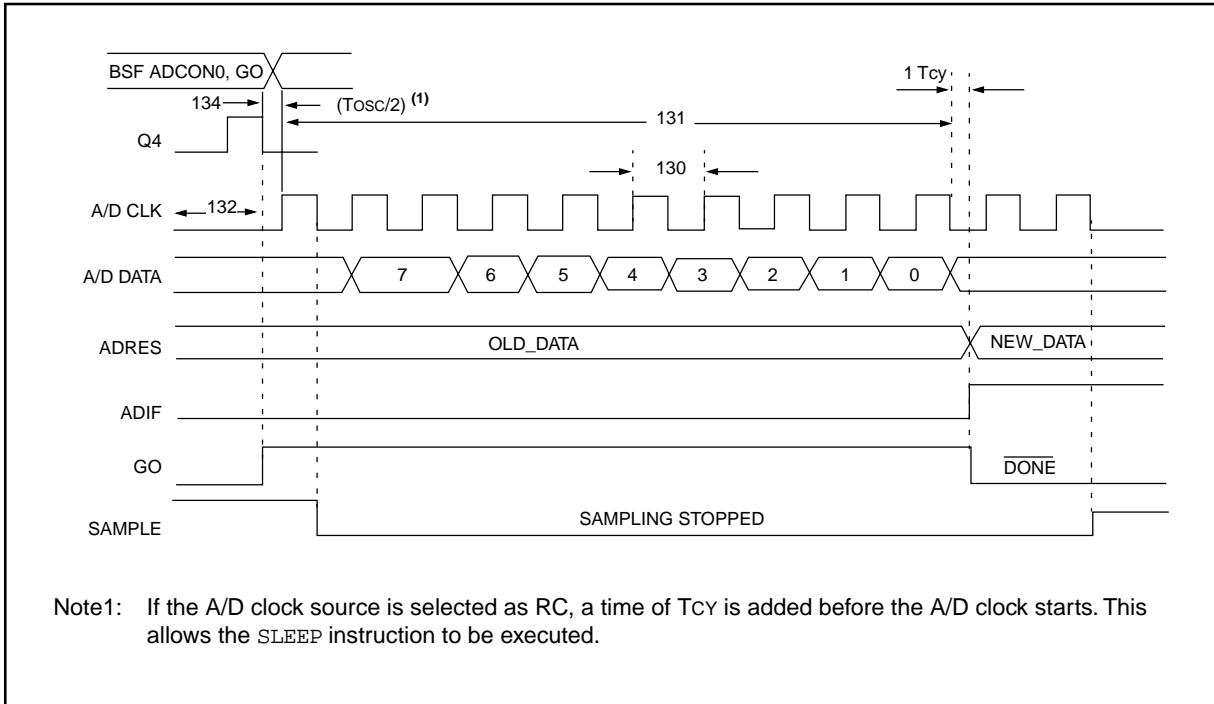 BSF ADCON0, GO
1 Tcy
134
(TOSC/2) (1)
131
Q4
130
A/D CLK
132
A/D DATA
7 6 5 4 3 2 1 0
ADRES
OLD_DATA
NEW_DATA
ADIF
GO
DONE
SAMPLE
SAMPLING STOPPED
Note1: If the A/D clock source is selected as RC, a time of TCY is added before the A/D clock starts. This
allows the SLEEP instruction to be executed.